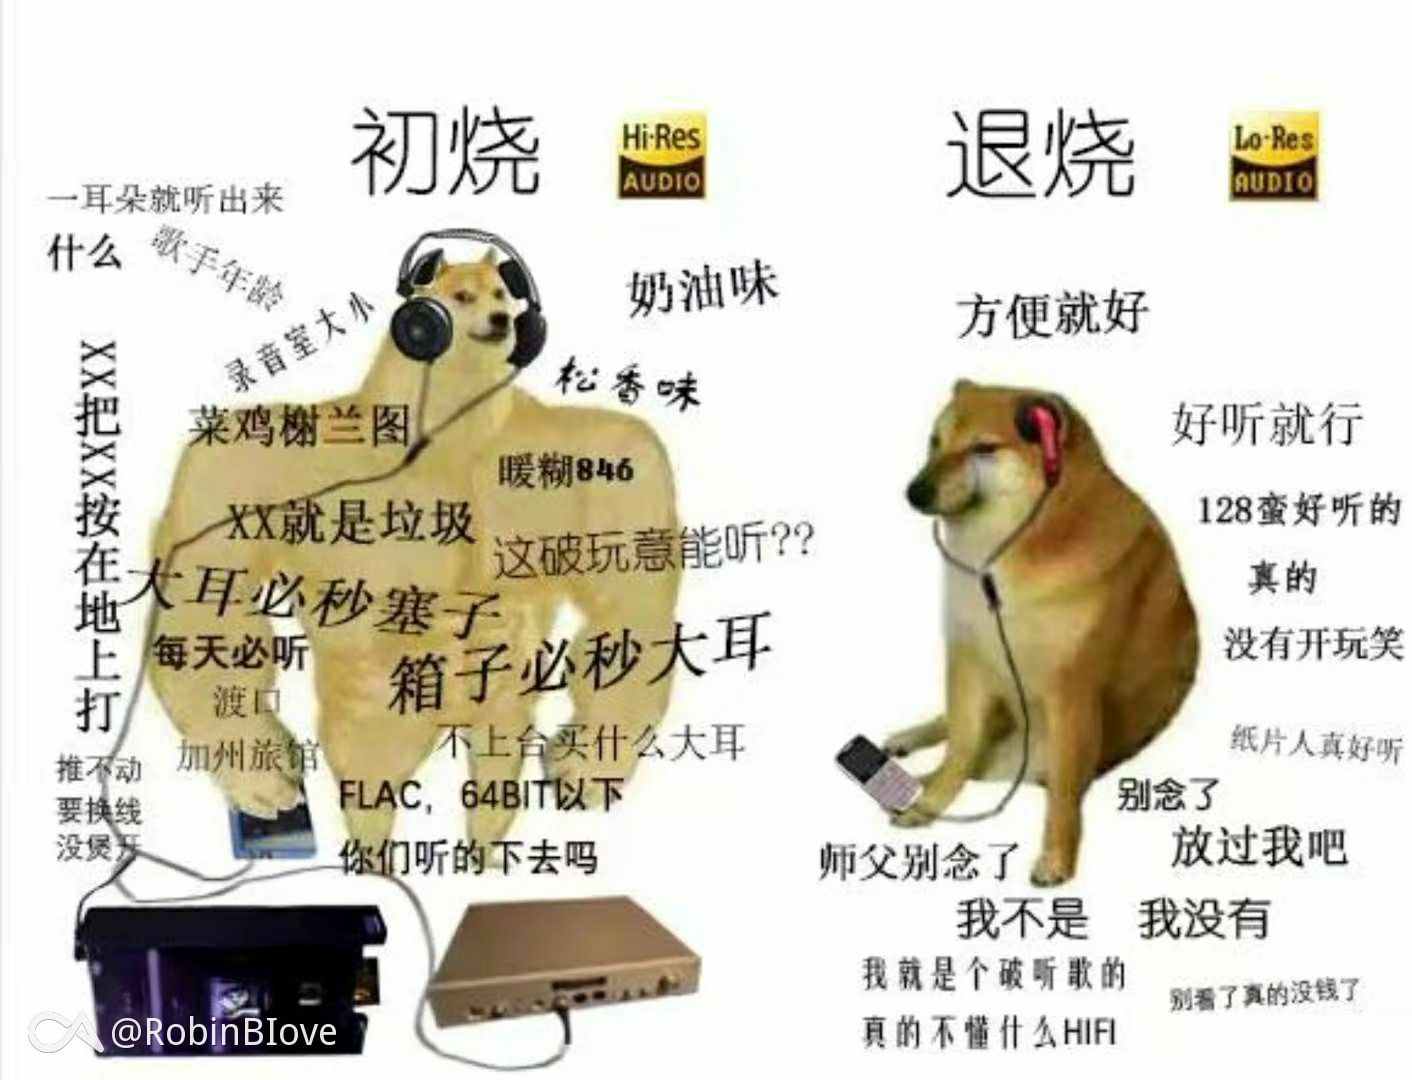 初烧
Hi-Res
AUDIO
一耳朵就听出来
什么
歌手年龄
录音室大小
奶油味
松香味
XX把XX按在地上打
菜鸡榭兰图
暖糊846
XX就是垃圾
这破玩意能听??
大耳必秒塞子
每天必听
箱子必秒大耳
渡口
加州旅馆
不上台买什么大耳
推不动
要换线
没煲开
FLAC，64BIT以下
你们听的下去吗
退烧
Lo-Res
AUDIO
方便就好
好听就行
128蛮好听的
真的
没有开玩笑
纸片人真好听
别念了
师父别念了
放过我吧
我不是
我没有
我就是个破听歌的
真的不懂什么HIFI
别看了真的没钱了
@RobinBlove